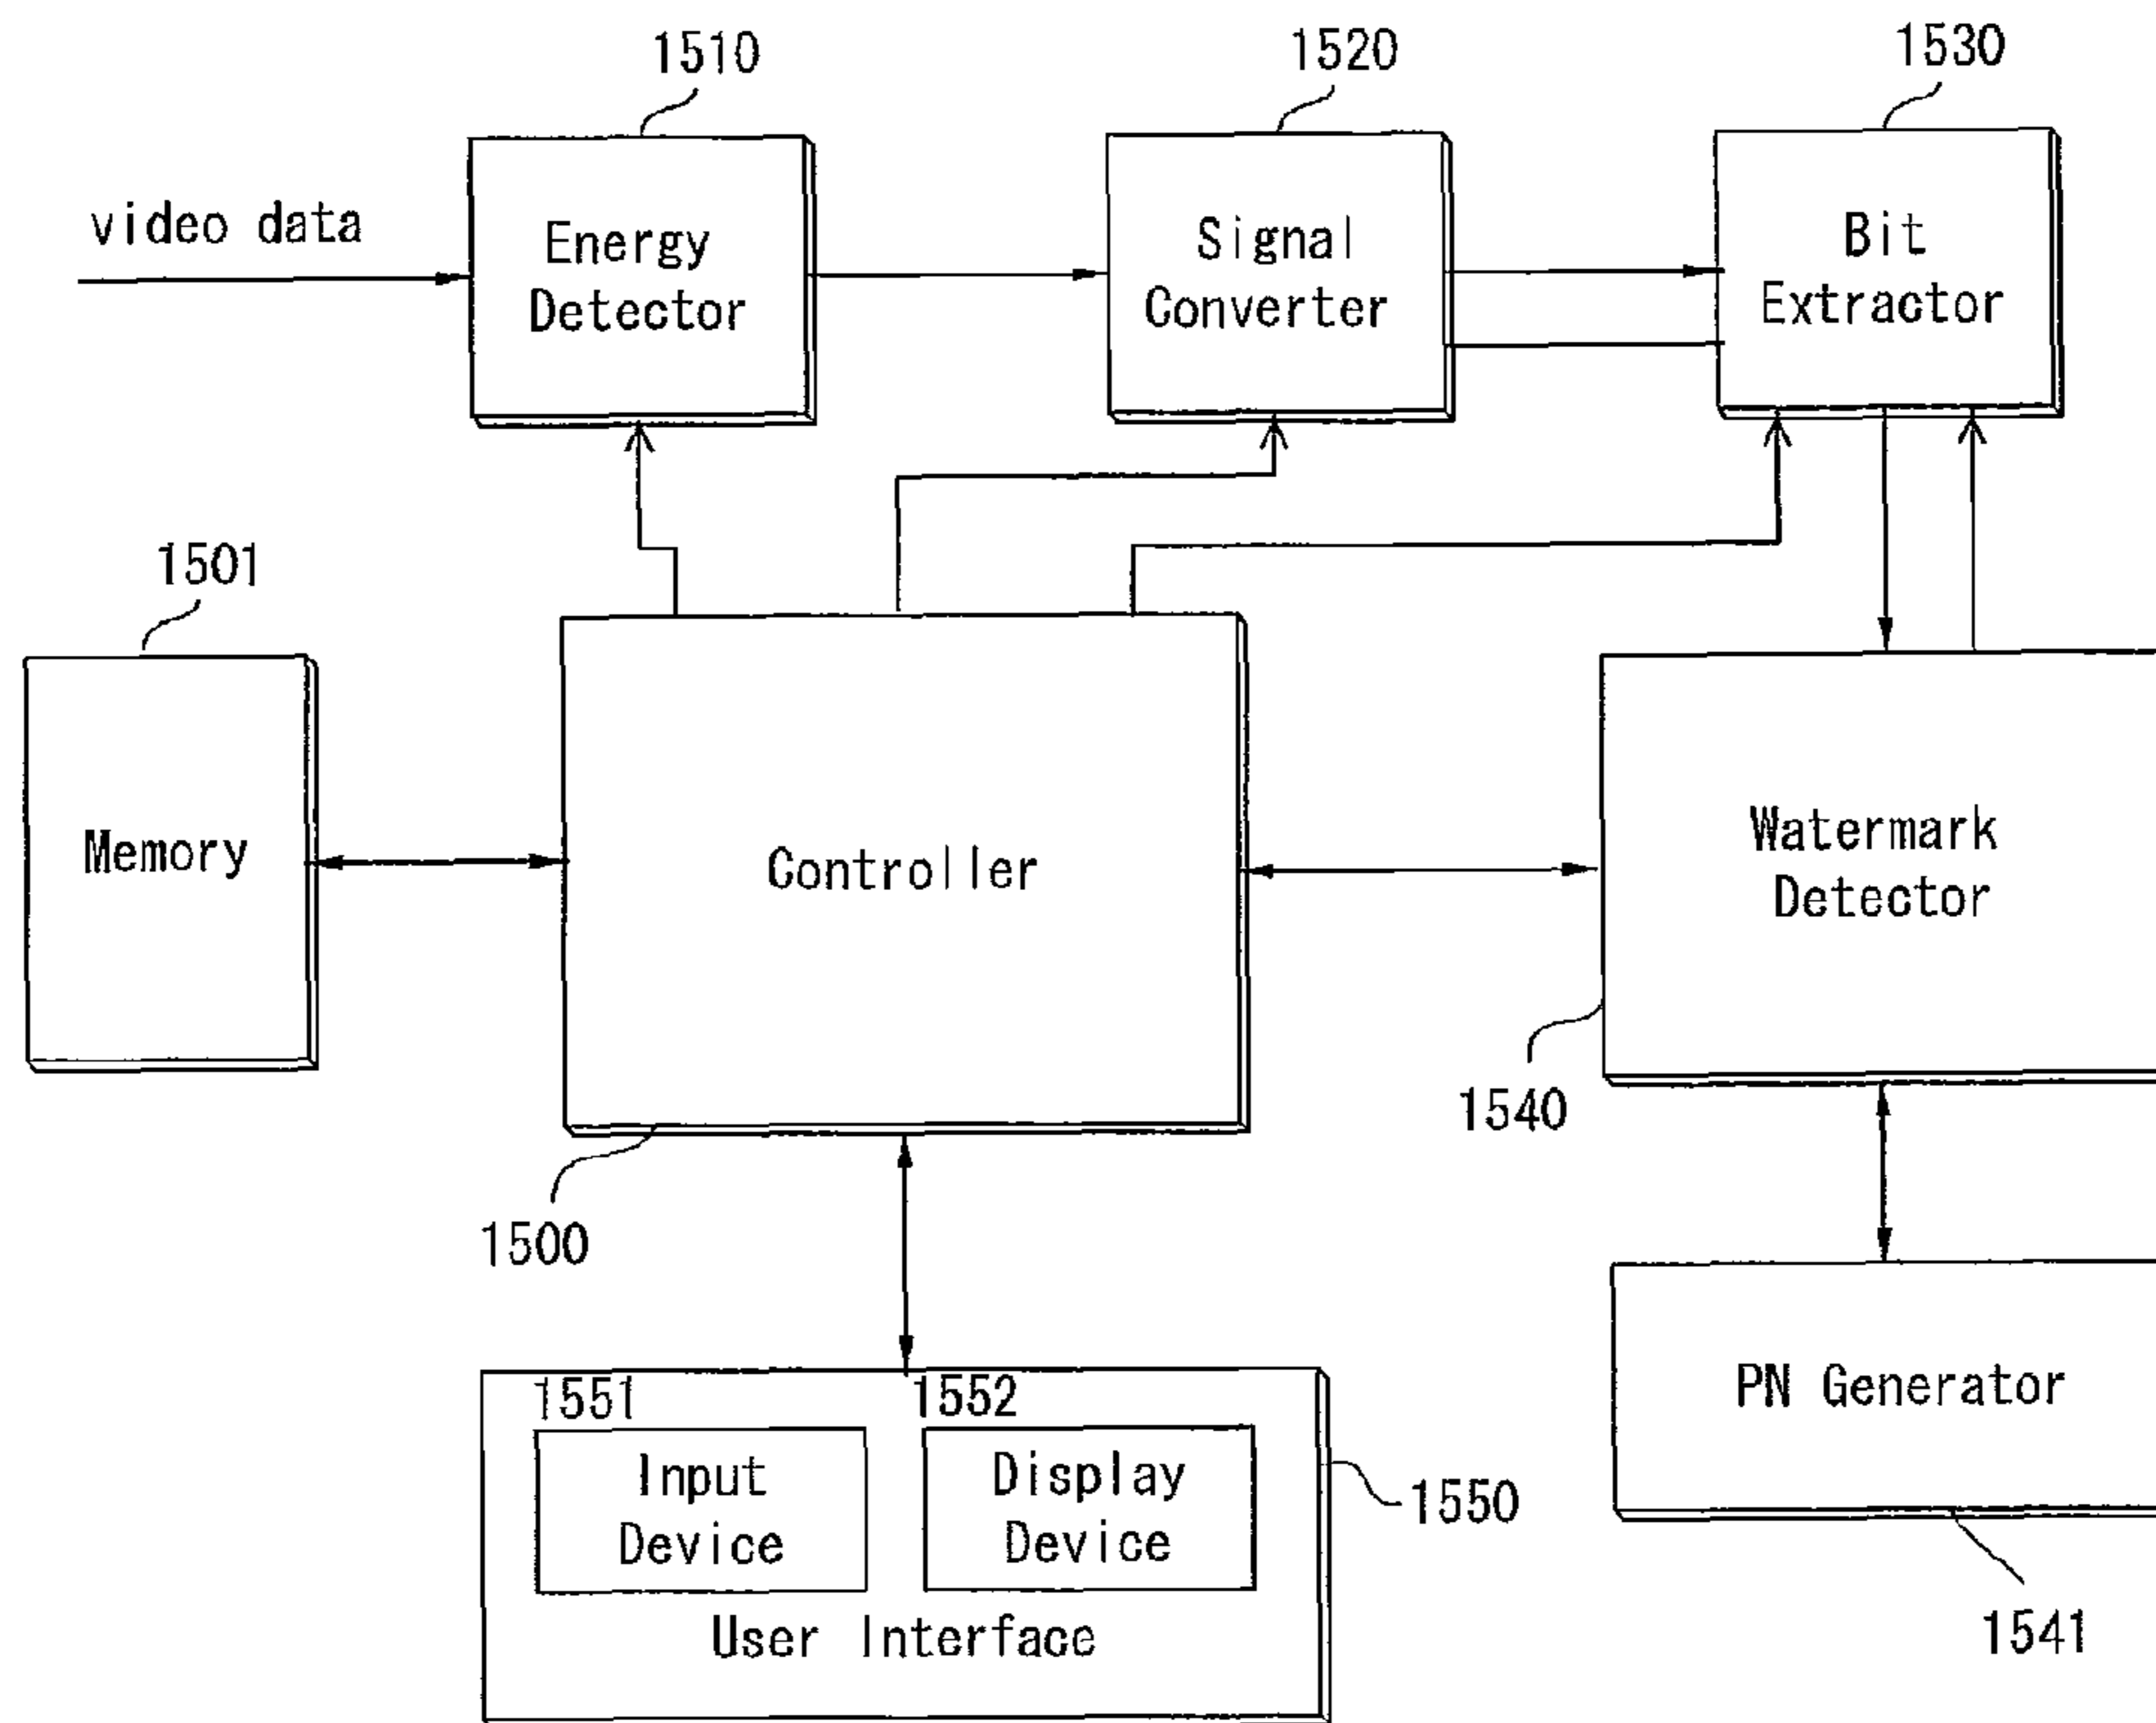 1510
1520
1530
video data
Energy
Detector
Signal
Converter
Bit
Extractor
1501
Memory
Controller
Watermark
Detector
1540
1500
1551
1552
Input
Device
Display
Device
1550
User Interface
PN Generator
1541